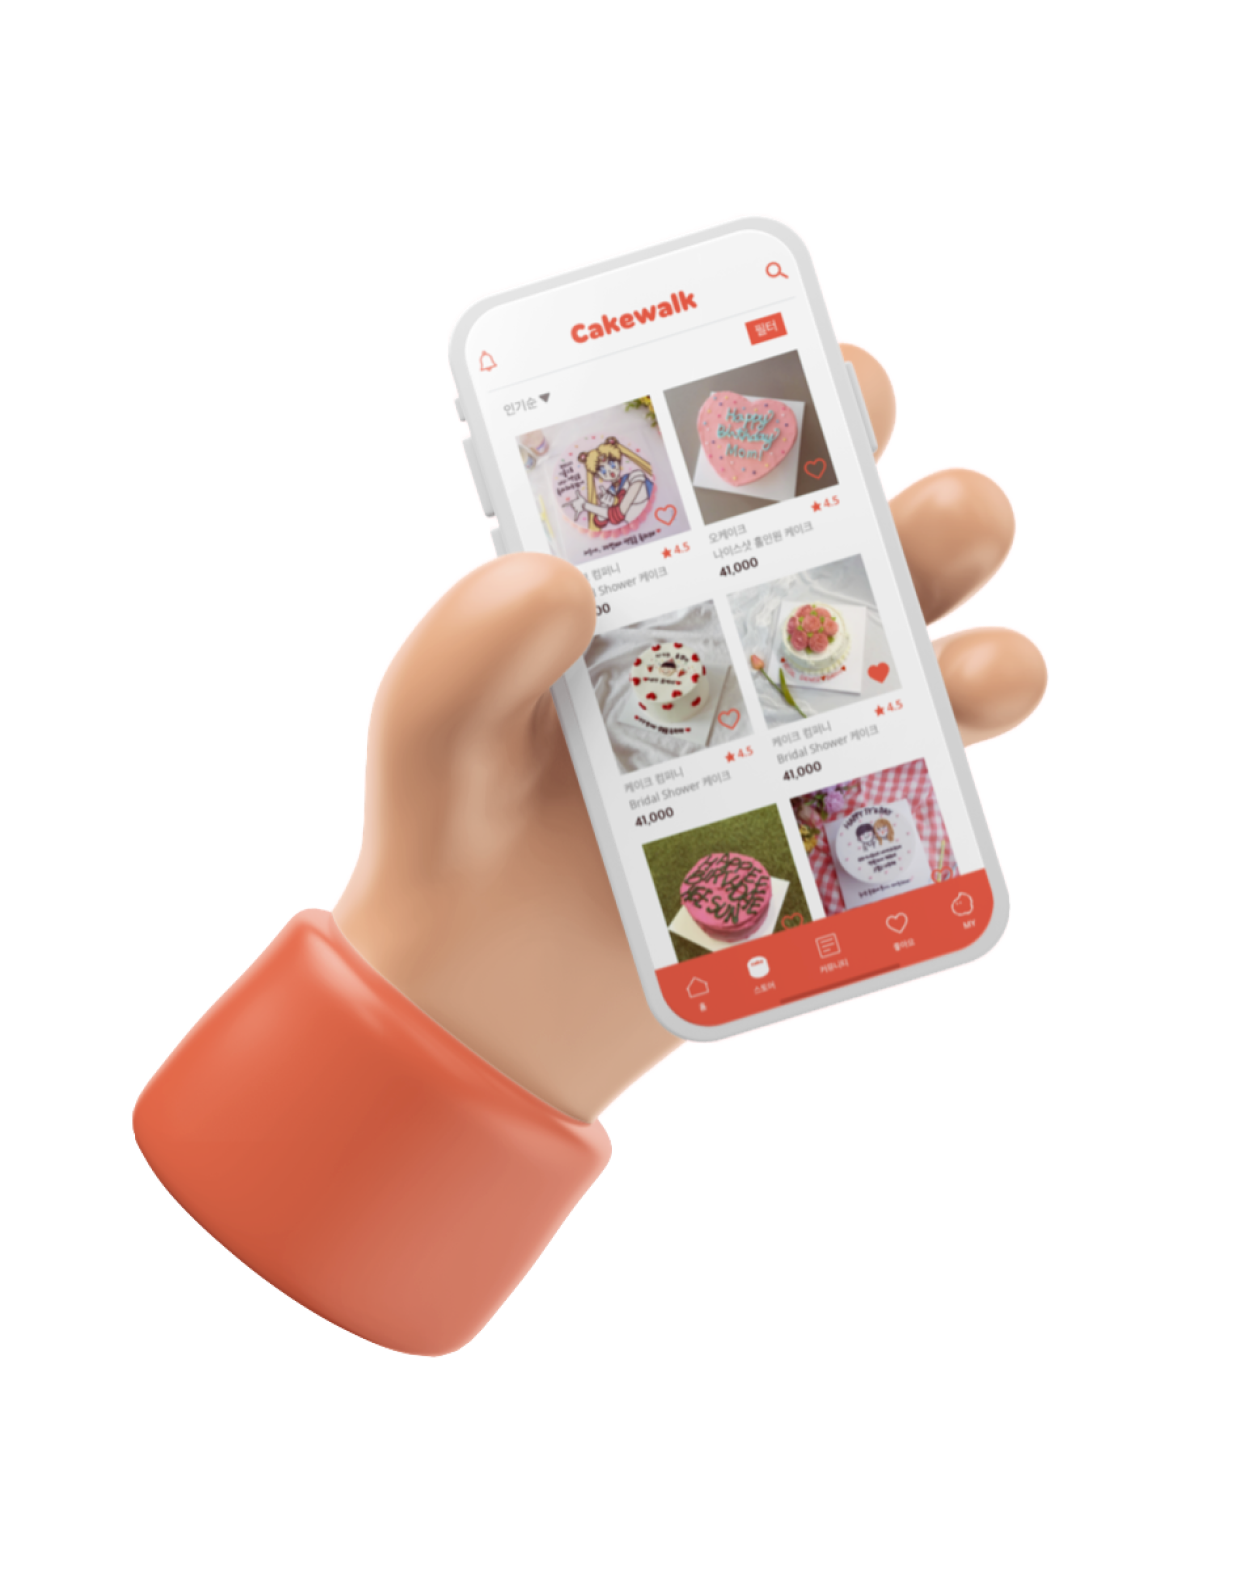 Cakewalk
필터
인기순▼
Happy
Birthday
Mom!
★4.5
컴퍼니
Shower 케이크
00
★4.5
오케이크
나이스샷 홀인원 케이크
41,000
★4.5
케이크 컴퍼니
Bridal Shower 케이크
41,000
★4.5
케이크 컴퍼니
Bridal Shower 케이크
41,000
HAPPEE
BIRTHDAE
HEE SUN
HAPPY IT'S DAY
홈
스토어
커뮤니티
좋아요
MY